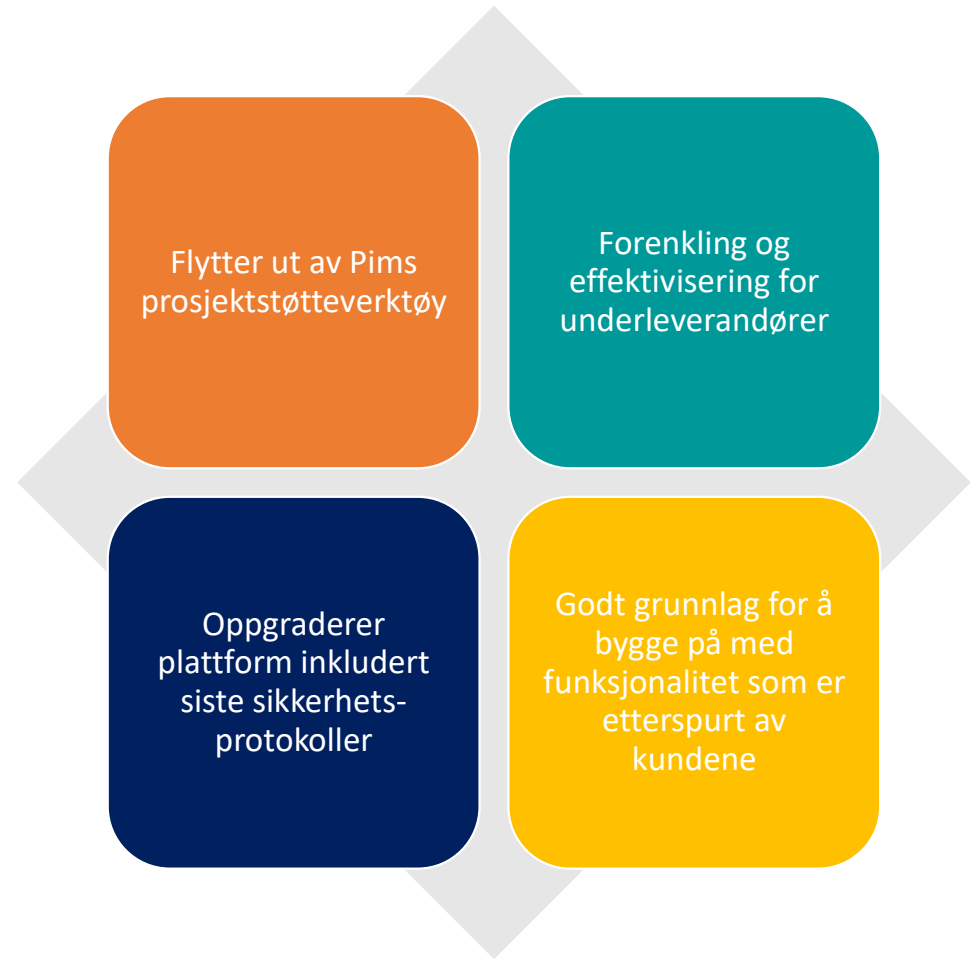 Flytter ut av Pims
prosjektstøtteverktøy
Forenkling og
effektivisering for
underleverandører
Oppgraderer
plattform inkludert
siste sikkerhets-
protokoller
Godt grunnlag for å
bygge på med
funksjonalitet som er
etterspurt av
kundene